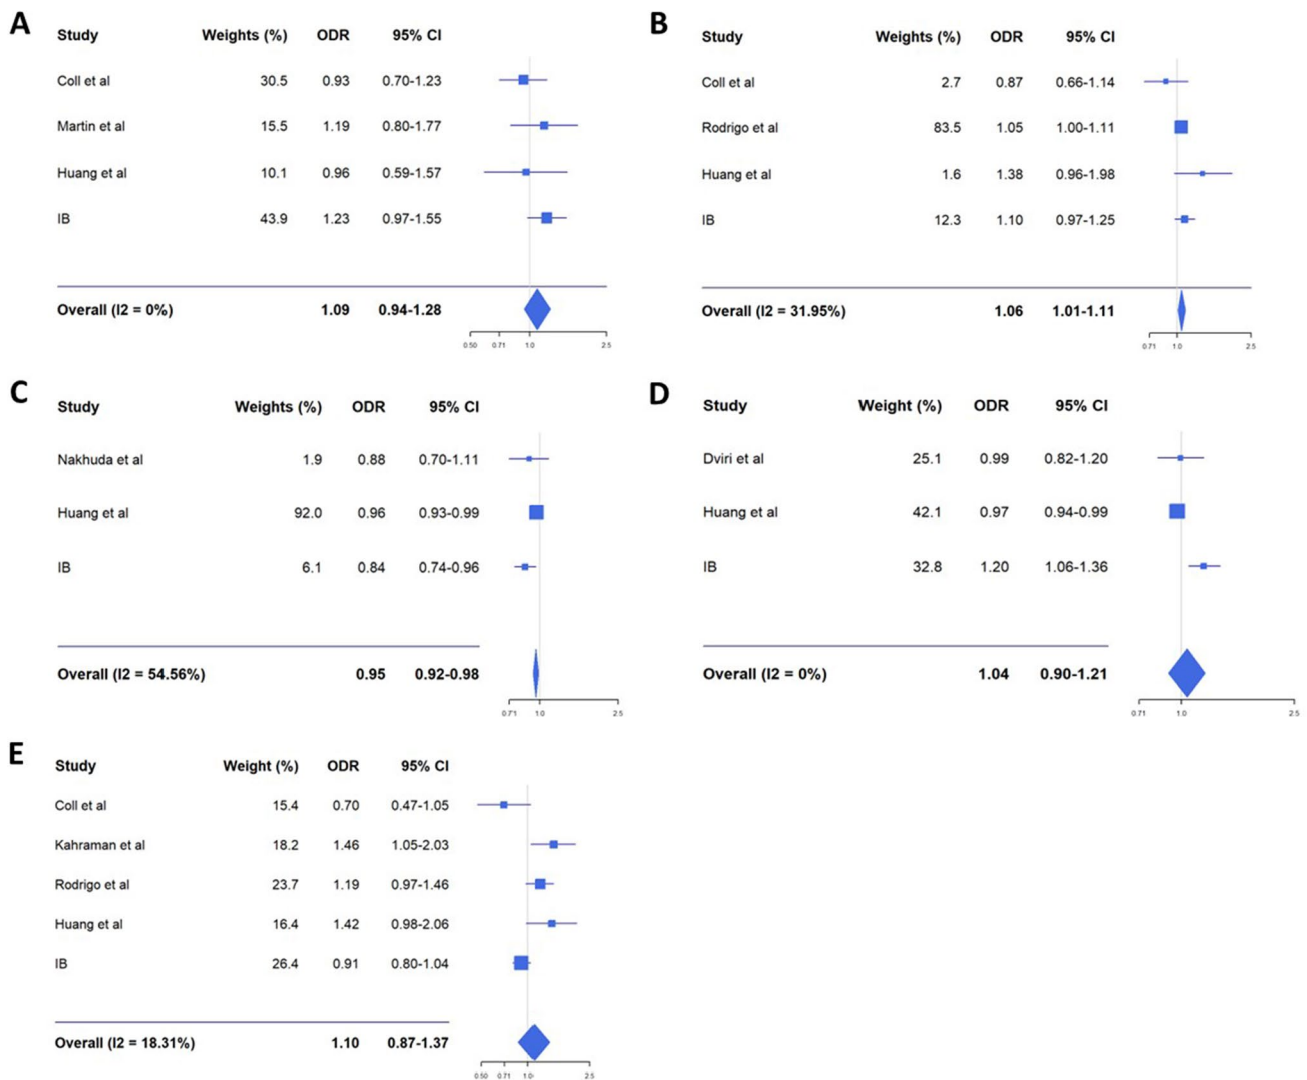 A
Study Weights (%) ODR 95% CI
Coll et al 30.5 0.93 0.70-1.23
Martin et al 15.5 1.19 0.80-1.77
Huang et al 10.1 0.96 0.59-1.57
IB 43.9 1.23 0.97-1.55
Overall (I2 = 0%) 1.09 0.94-1.28
0.50 0.71 1.0 2.5
B
Study Weights (%) ODR 95% CI
Coll et al 2.7 0.87 0.66-1.14
Rodrigo et al 83.5 1.05 1.00-1.11
Huang et al 1.6 1.38 0.96-1.98
IB 12.3 1.10 0.97-1.25
Overall (I2 = 31.95%) 1.06 1.01-1.11
0.71 1.0 2.5
C
Study Weights (%) ODR 95% CI
Nakhuda et al 1.9 0.88 0.70-1.11
Huang et al 92.0 0.96 0.93-0.99
IB 6.1 0.84 0.74-0.96
Overall (I2 = 54.56%) 0.95 0.92-0.98
0.71 1.0 2.5
D
Study Weight (%) ODR 95% CI
Dviri et al 25.1 0.99 0.82-1.20
Huang et al 42.1 0.97 0.94-0.99
IB 32.8 1.20 1.06-1.36
Overall (I2 = 0%) 1.04 0.90-1.21
0.71 1.0 2.5
E
Study Weight (%) ODR 95% CI
Coll et al 15.4 0.70 0.47-1.05
Kahraman et al 18.2 1.46 1.05-2.03
Rodrigo et al 23.7 1.19 0.97-1.46
Huang et al 16.4 1.42 0.98-2.06
IB 26.4 0.91 0.80-1.04
Overall (I2 = 18.31%) 1.10 0.87-1.37
0.50 0.71 1.0 2.5